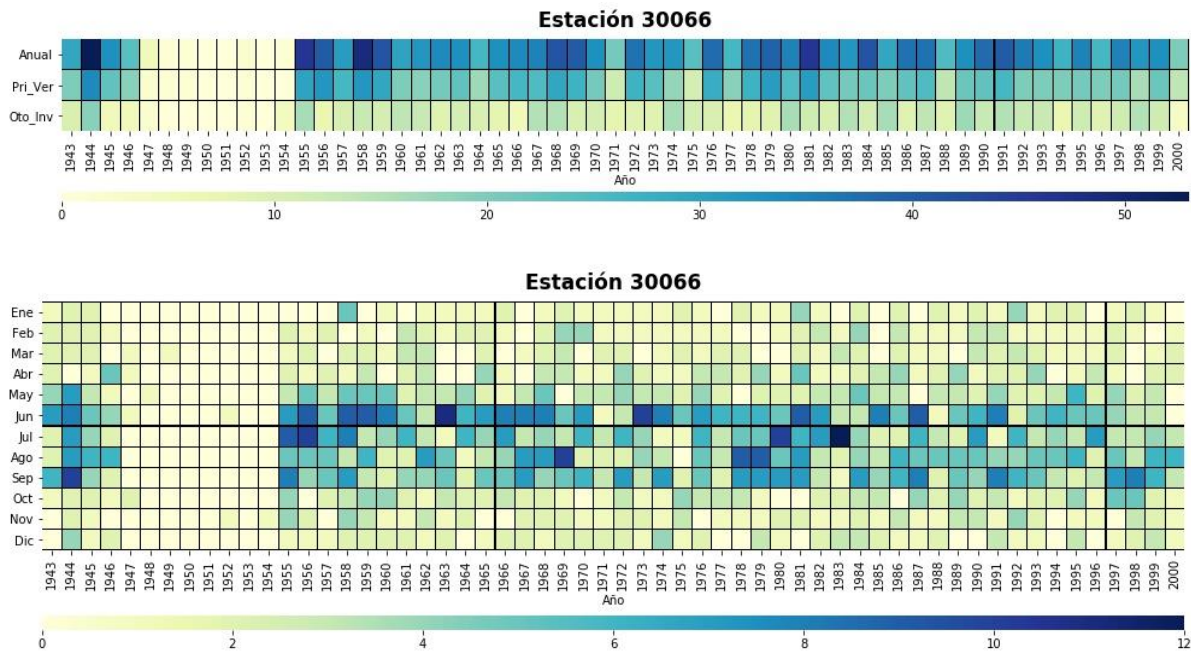 Estación 30066
Anual
Pri_Ver
Oto_Inv
1943 1944 1945 1946 1947 1948 1949 1950 1951 1952 1953 1954 1955 1956 1957 1958 1959 1960 1961 1962 1963 1964 1965 1966 1967 1968 1969 1970 1971 1972 1973 1974 1975 1976 1977 1978 1979 1980 1981 1982 1983 1984 1985 1986 1987 1988 1989 1990 1991 1992 1993 1994 1995 1996 1997 1998 1999 2000
Año
0 10 20 30 40 50
Estación 30066
Ene
Feb
Mar
Abr
May
Jun
Jul
Ago
Sep
Oct
Nov
Dic
1943 1944 1945 1946 1947 1948 1949 1950 1951 1952 1953 1954 1955 1956 1957 1958 1959 1960 1961 1962 1963 1964 1965 1966 1967 1968 1969 1970 1971 1972 1973 1974 1975 1976 1977 1978 1979 1980 1981 1982 1983 1984 1985 1986 1987 1988 1989 1990 1991 1992 1993 1994 1995 1996 1997 1998 1999 2000
Año
0 2 4 6 8 10 12